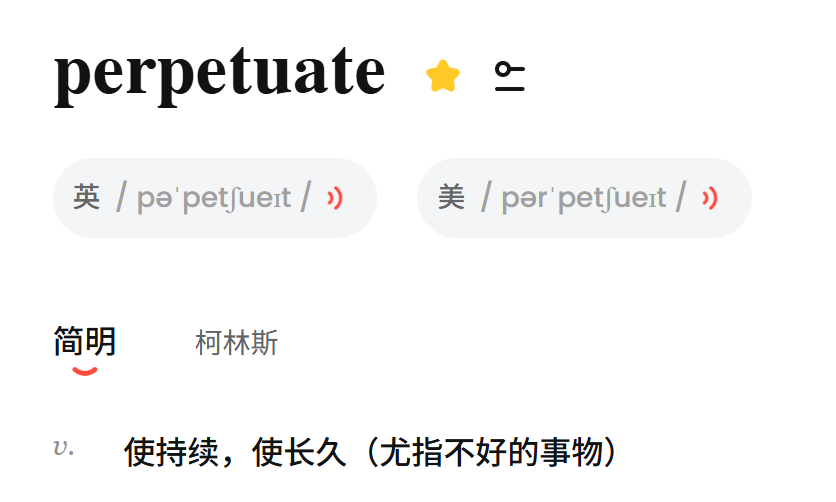 perpetuate
英 / pəˈpetʃueɪt / 美 / pərˈpetʃueɪt /
简明 柯林斯
v. 使持续，使长久（尤指不好的事物）